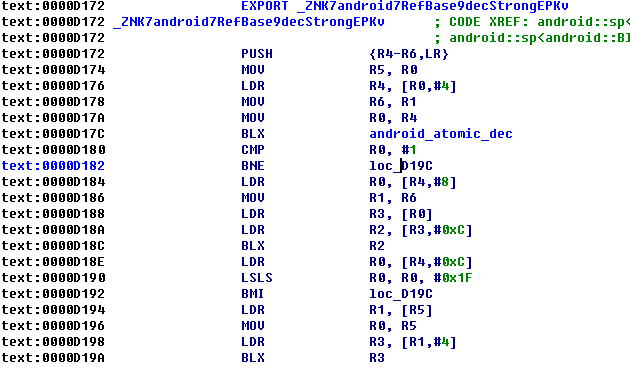 text:0000D172 EXPORT _ZNK7android7RefBase9decStrongEPKv
text:0000D172 _ZNK7android7RefBase9decStrongEPKv ; CODE XREF: android::sp<
text:0000D172 ; android::sp<android::BI
text:0000D172 PUSH {R4-R6,LR}
text:0000D174 MOV R5, R0
text:0000D176 LDR R4, [R0,#4]
text:0000D178 MOV R6, R1
text:0000D17A MOV R0, R4
text:0000D17C BLX android_atomic_dec
text:0000D180 CMP R0, #1
text:0000D182 BNE loc_D19C
text:0000D184 LDR R0, [R4,#8]
text:0000D186 MOV R1, R6
text:0000D188 LDR R3, [R0]
text:0000D18A LDR R2, [R3,#0xC]
text:0000D18C BLX R2
text:0000D18E LDR R0, [R4,#0xC]
text:0000D190 LSLS R0, R0, #0x1F
text:0000D192 BMI loc_D19C
text:0000D194 LDR R1, [R5]
text:0000D196 MOV R0, R5
text:0000D198 LDR R3, [R1,#4]
text:0000D19A BLX R3